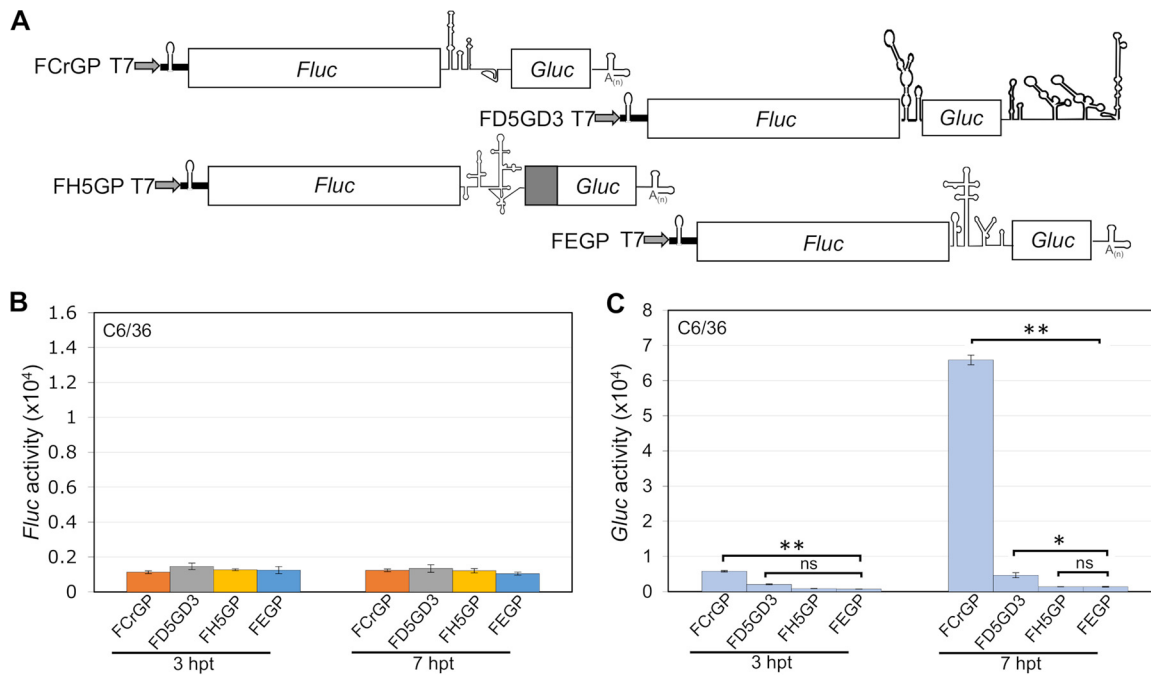 A
FCrGP T7 Fluc Gluc A(n)
FD5GD3 T7 Fluc Gluc
FH5GP T7 Fluc Gluc A(n)
FEGP T7 Fluc Gluc A(n)
B
C6/36
Fluc activity (x10⁴)
1.6
1.4
1.2
1
0.8
0.6
0.4
0.2
0
FCrGP FD5GD3 FH5GP FEGP FCrGP FD5GD3 FH5GP FEGP
3 hpt 7 hpt
C
C6/36
Gluc activity (x10⁴)
8
7
6
5
4
3
2
1
0
** ns
** * ns
FCrGP FD5GD3 FH5GP FEGP FCrGP FD5GD3 FH5GP FEGP
3 hpt 7 hpt